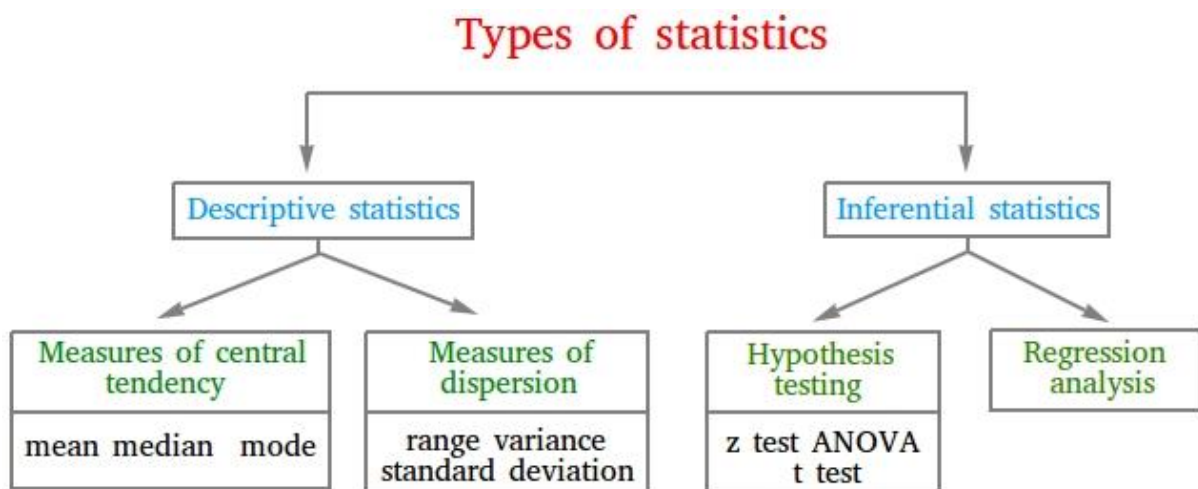 Types of statistics
Descriptive statistics
Inferential statistics
Measures of central
tendency
mean median mode
Measures of
dispersion
range variance
standard deviation
Hypothesis
testing
z test ANOVA
t test
Regression
analysis